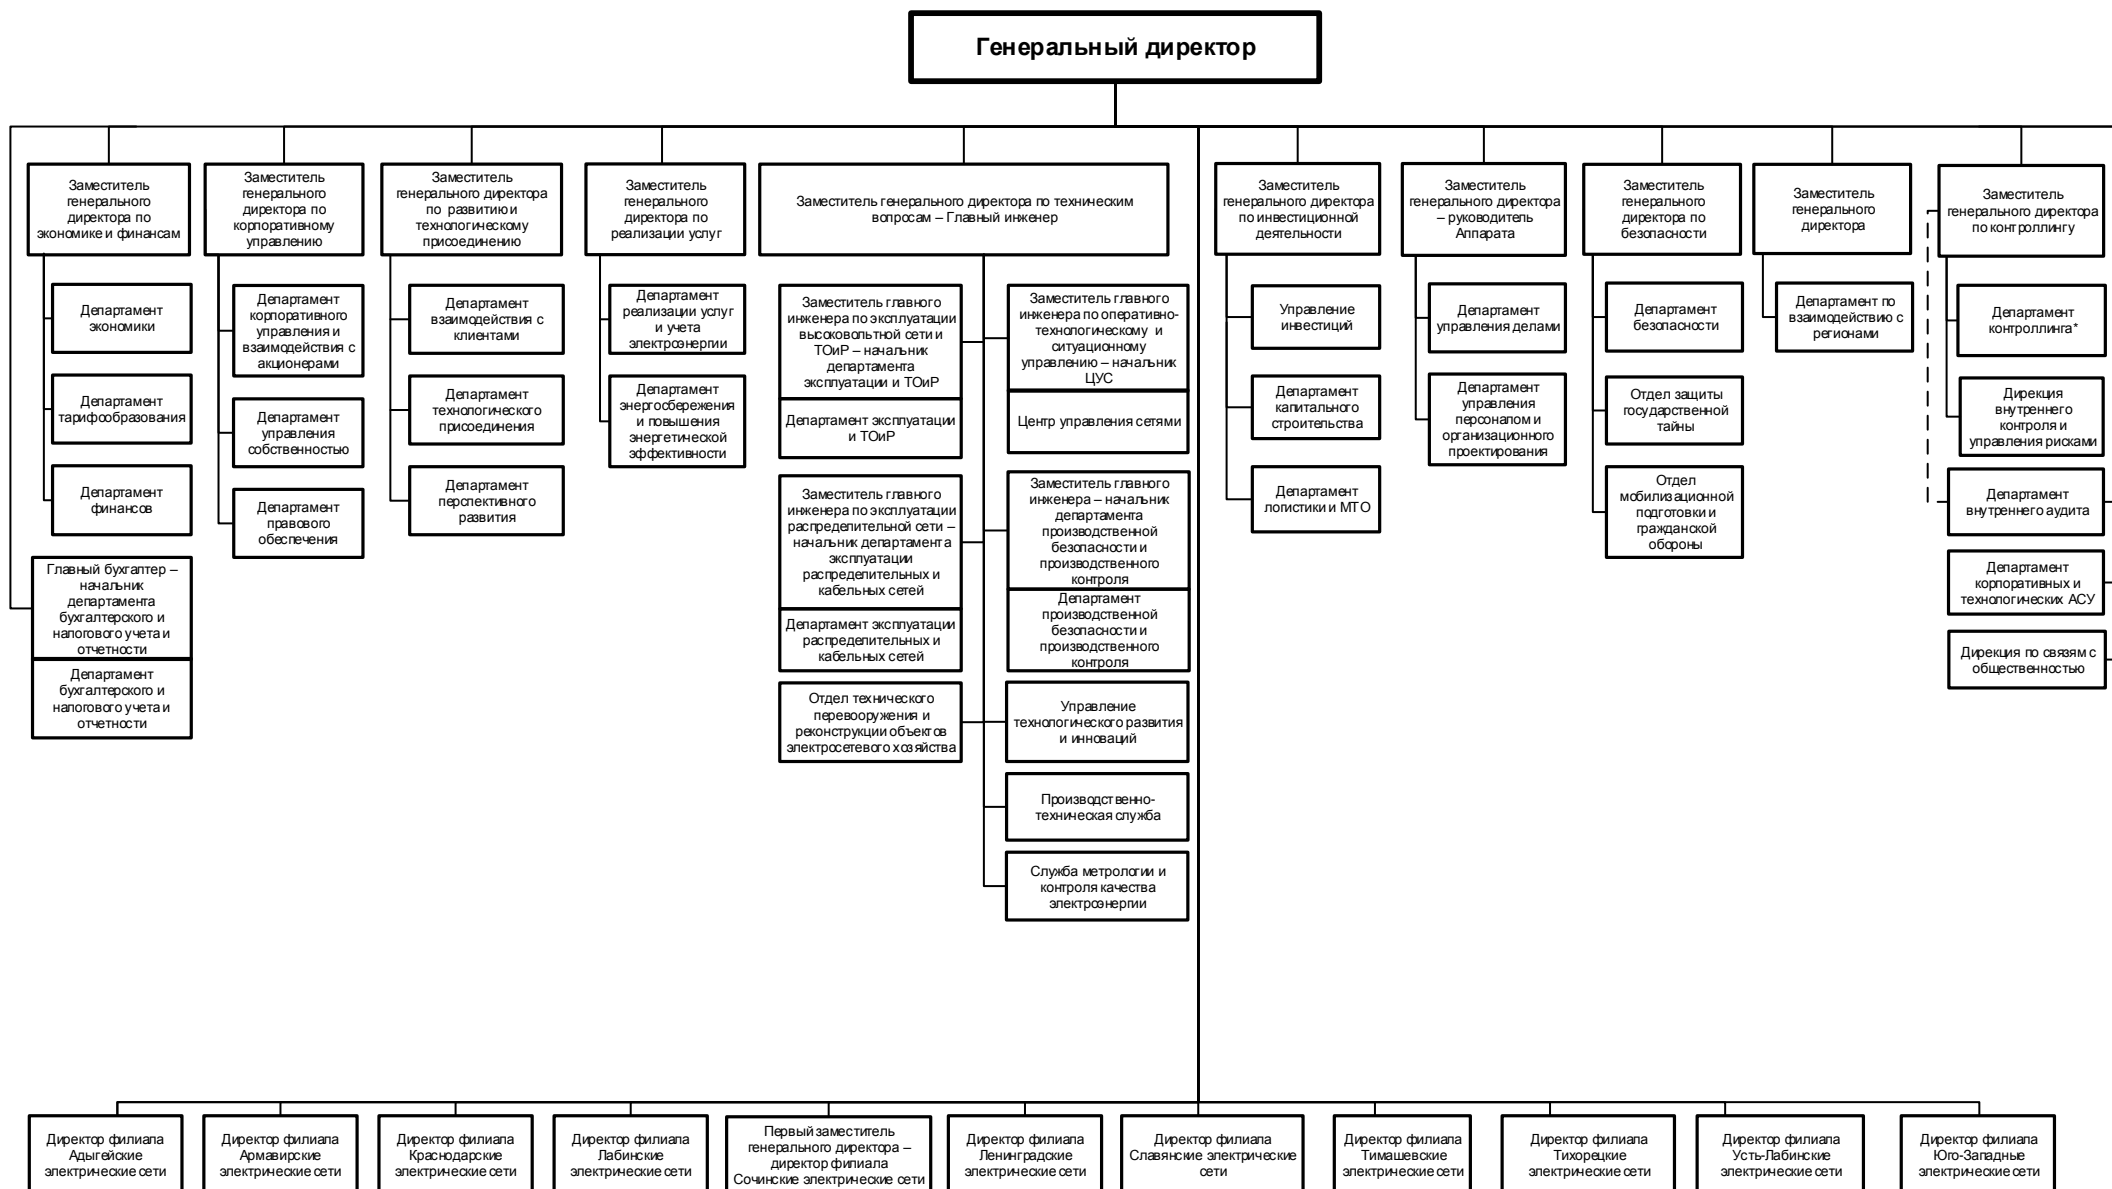 Генеральный директор
Заместитель
генерального
директора по
экономике и финансам
Департамент
экономики
Департамент
тарифообразования
Департамент
финансов
Главный бухгалтер –
начальник
департамента
бухгалтерского и
налогового учета и
отчетности
Департамент
бухгалтерского и
налогового учета и
отчетности
Заместитель
генерального
директора по
корпоративному
управлению
Департамент
корпоративного
управления и
взаимодействия с
акционерами
Департамент
управления
собственностью
Департамент
правового
обеспечения
Заместитель
генерального директора
по развитию и
технологическому
присоединению
Департамент
взаимодействия с
клиентами
Департамент
технологического
присоединения
Департамент
перспективного
развития
Заместитель
генерального
директора по
реализации услуг
Департамент
реализации услуг
и учета
электроэнергии
Департамент
энергосбережения
и повышения
энергетической
эффективности
Заместитель генерального директора по техническим
вопросам – Главный инженер
Заместитель главного
инженера по эксплуатации
высоковольтной сети и
ТОиР – начальник
департамента
эксплуатации и ТОиР
Департамент эксплуатации
и ТОиР
Заместитель главного
инженера по эксплуатации
распределительной сети –
начальник департамента
эксплуатации
распределительных и
кабельных сетей
Департамент эксплуатации
распределительных и
кабельных сетей
Отдел технического
перевооружения и
реконструкции объектов
электросетевого хозяйства
Заместитель главного
инженера по оперативно-
технологическому и
ситуационному
управлению – начальник
ЦУС
Центр управления сетями
Заместитель главного
инженера – начальник
департамента
производственной
безопасности и
производственного
контроля
Департамент
производственной
безопасности и
производственного
контроля
Управление
технологического развития
и инноваций
Производственно-
техническая служба
Служба метрологии и
контроля качества
электроэнергии
Заместитель
генерального директора
по инвестиционной
деятельности
Управление
инвестиций
Департамент
капитального
строительства
Департамент
логистики и МТО
Заместитель
генерального директора
– руководитель
Аппарата
Департамент
управления делами
Департамент
управления
персоналом и
организационного
проектирования
Заместитель
генерального
директора по
безопасности
Департамент
безопасности
Отдел защиты
государственной
тайны
Отдел
мобилизационной
подготовки и
гражданской
обороны
Заместитель
генерального
директора
Департамент по
взаимодействию с
регионами
Заместитель
генерального директора
по контроллингу
Департамент
контроллинга*
Дирекция
внутреннего
контроля и
управления рисками
Департамент
внутреннего аудита
Департамент
корпоративных и
технологических АСУ
Дирекция по связям с
общественностью
Директор филиала
Адыгейские
электрические сети
Директор филиала
Армавирские
электрические сети
Директор филиала
Краснодарские
электрические сети
Директор филиала
Лабинские
электрические сети
Первый заместитель
генерального директора –
директор филиала
Сочинские электрические сети
Директор филиала
Ленинградские
электрические сети
Директор филиала
Славянские электрические
сети
Директор филиала
Тимашевские
электрические сети
Директор филиала
Тихорецкие
электрические сети
Директор филиала
Усть-Лабинские
электрические сети
Директор филиала
Юго-Западные
электрические сети